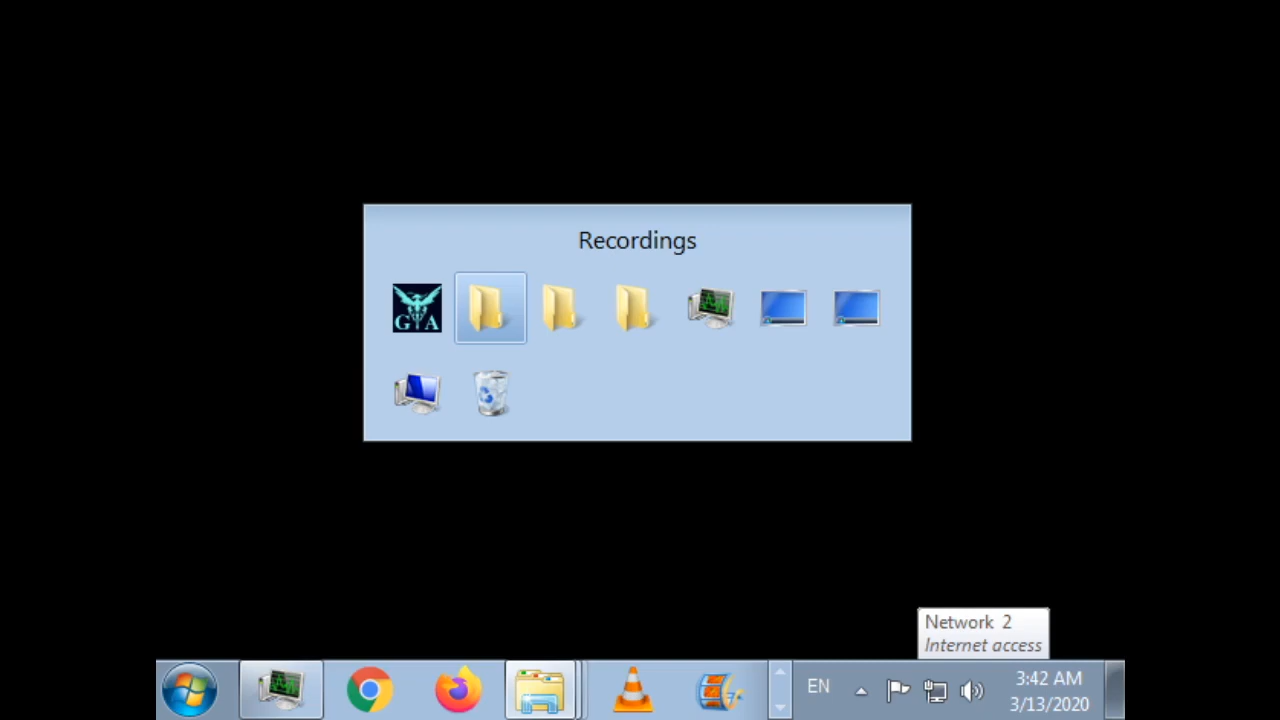 Recordings
G A
Network 2
Internet access
EN
3:42 AM
3/13/2020